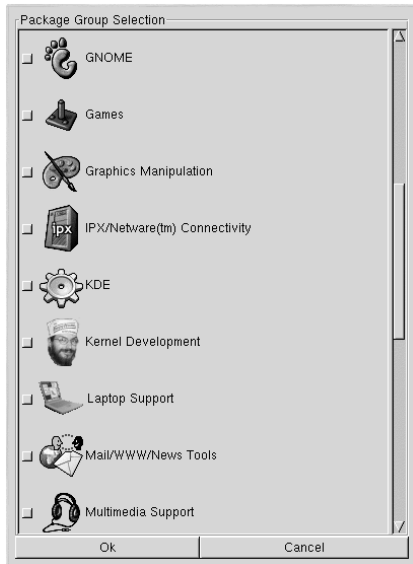 Package Group Selection
GNOME
Games
Graphics Manipulation
ipx
IPX/Netware(tm) Connectivity
KDE
Kernel Development
Laptop Support
Mail/WWW/News Tools
Multimedia Support
Ok
Cancel